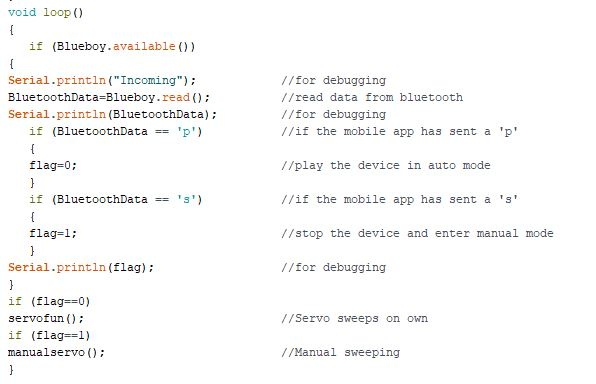 void loop()
{
if (Blueboy.available())
{
Serial.println("Incoming"); //for debugging
BluetoothData=Blueboy.read(); //read data from bluetooth
Serial.println(BluetoothData); //for debugging
if (BluetoothData == 'p') //if the mobile app has sent a 'p'
{
flag=0; //play the device in auto mode
}
if (BluetoothData == 's') //if the mobile app has sent a 's'
{
flag=1; //stop the device and enter manual mode
}
Serial.println(flag); //for debugging
}
if (flag==0)
servofun(); //Servo sweeps on own
if (flag==1)
manualservo(); //Manual sweeping
}